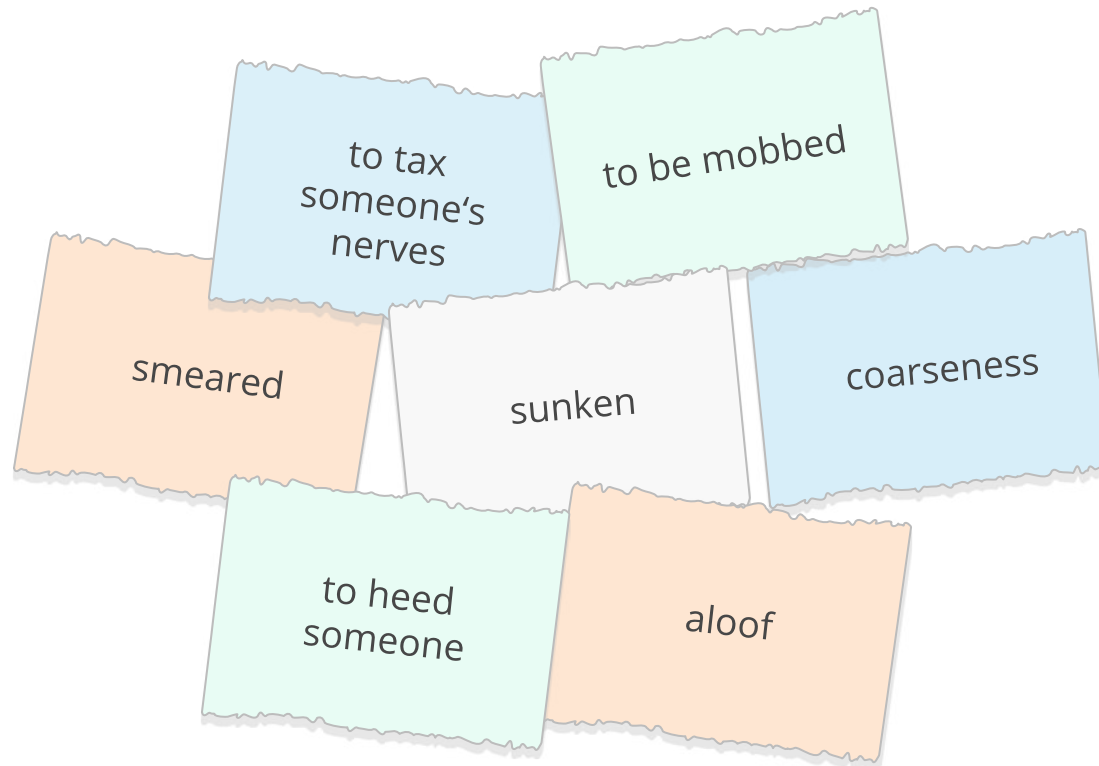 to tax
someone‘s
nerves
to be mobbed
smeared
sunken
coarseness
to heed
someone
aloof